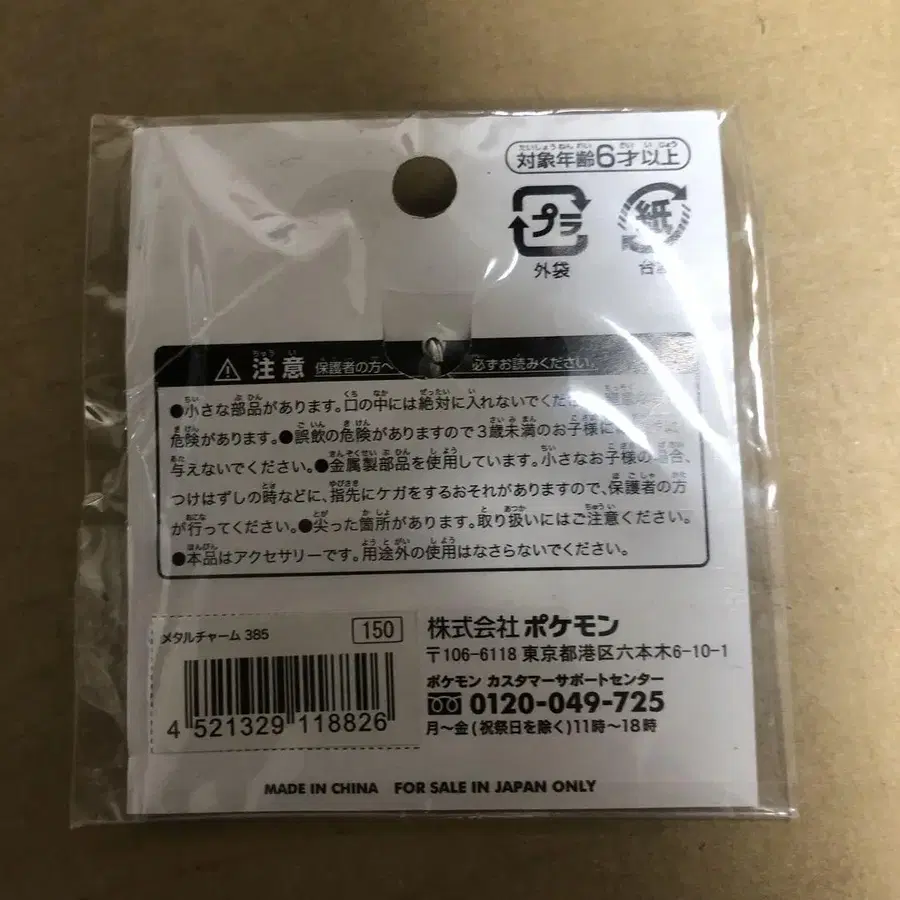 対象年齢6才以上
プラ
紙
外袋
台
注意 保護者の方へ 必ずお読みください。
●小さな部品があります。口の中には絶対に入れないでくだ
危険があります。●誤飲の危険がありますので3歳未満のお子様に
与えないでください。●金属製部品を使用しています。小さなお子様の場合、
つけはずしの時などに、指先にケガをするおそれがありますので、保護者の方
が行ってください。●尖った箇所があります。取り扱いにはご注意ください。
●本品はアクセサリーです。用途外の使用はなさらないでください。
メタルチャーム 385
150
4 521329 118826
株式会社 ポケモン
〒106-6118 東京都港区六本木6-10-1
ポケモン カスタマーサポートセンター
0120-049-725
月~金(祝祭日を除く)11時~18時
MADE IN CHINA FOR SALE IN JAPAN ONLY